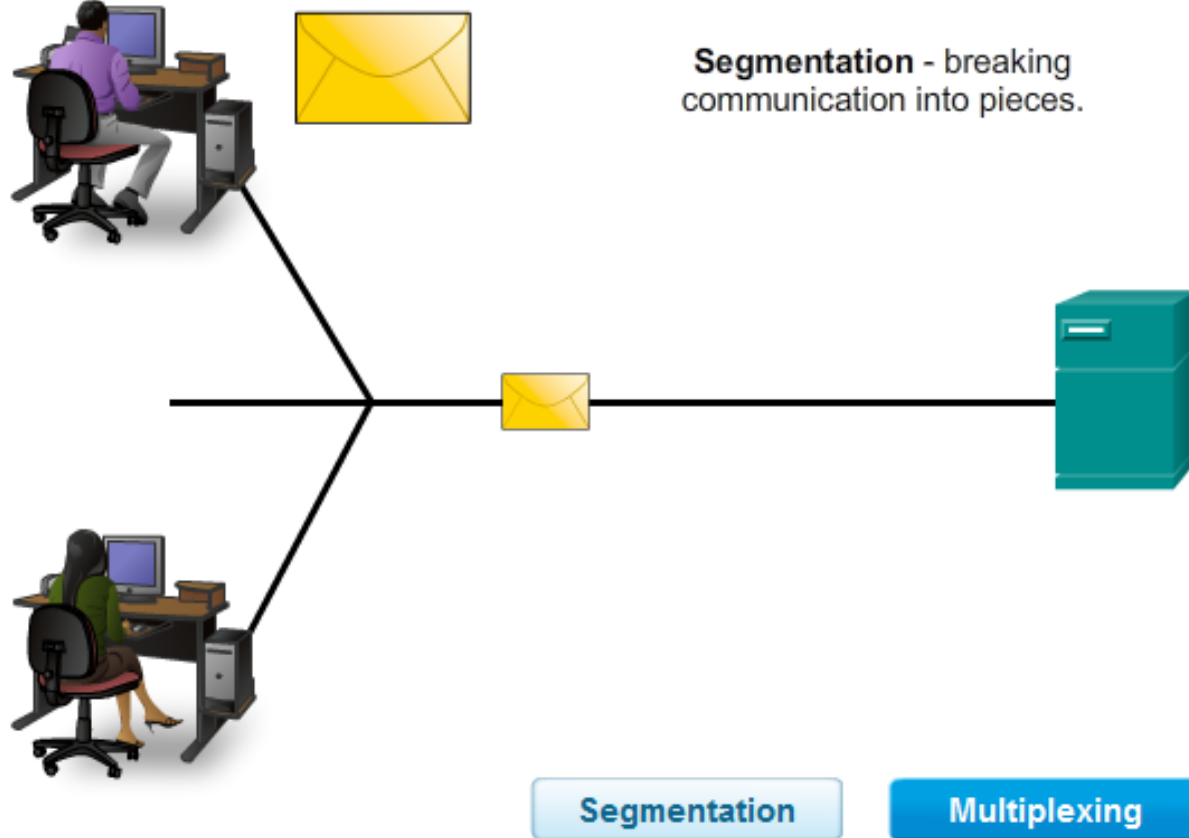 Segmentation - breaking
communication into pieces.
Segmentation
Multiplexing